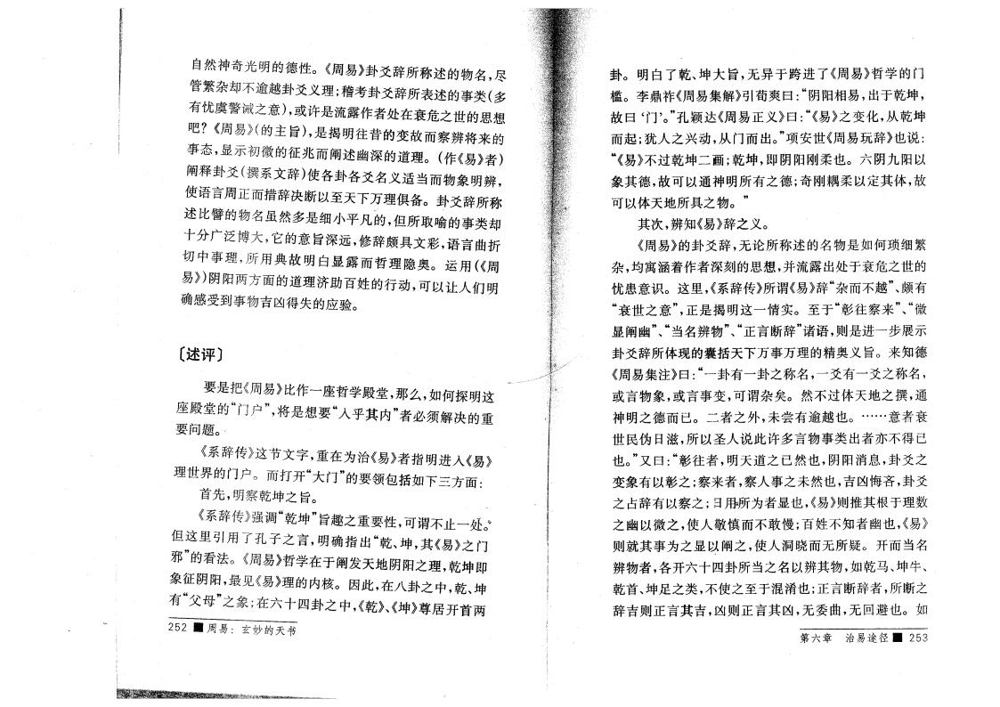 自然神奇光明的德性。《周易》卦爻辞所称述的物名,尽
管繁杂却不逾越卦爻义理;稽考卦爻辞所表述的事类(多
有忧虞警诫之意),或许是流露作者处在衰危之世的思想
吧?《周易》(的主旨),是揭明往昔的变故而察辨将来的
事态,显示初微的征兆而阐述幽深的道理。(作《易》者)
阐释卦爻(撰系文辞)使各卦各爻名义适当而物象明辨,
使语言周正而措辞决断以至天下万理俱备。卦爻辞所称
述比譬的物名虽然多是细小平凡的,但所取喻的事类却
十分广泛博大,它的意旨深远,修辞颇具文彩,语言曲折
切中事理,所用典故明白显露而哲理隐奥。运用(《周
易》)阴阳两方面的道理济助百姓的行动,可以让人们明
确感受到事物吉凶得失的应验。
〔述评〕
要是把《周易》比作一座哲学殿堂,那么,如何探明这
座殿堂的“门户”,将是想要“入乎其内”者必须解决的重
要问题。
《系辞传》这节文字,重在为治《易》者指明进入《易》
理世界的门户。而打开“大门”的要领包括如下三方面:
首先,明察乾坤之旨。
《系辞传》强调“乾坤”旨趣之重要性,可谓不止一处。
但这里引用了孔子之言,明确指出“乾、坤,其《易》之门
邪”的看法。《周易》哲学在于阐发天地阴阳之理,乾坤即
象征阴阳,最见《易》理的内核。因此,在八卦之中,乾、坤
有“父母”之象;在六十四卦之中,《乾》、《坤》尊居开首两
252 ■ 周易:玄妙的天书
卦。明白了乾、坤大旨,无异于跨进了《周易》哲学的门
槛。李鼎祚《周易集解》引荀爽曰:“阴阳相易,出于乾坤,
故曰‘门’。”孔颖达《周易正义》曰:“《易》之变化,从乾坤
而起;犹人之兴动,从门而出。”项安世《周易玩辞》也说:
“《易》不过乾坤二画;乾坤,即阴阳刚柔也。六阴九阳以
象其德,故可以通神明所有之德;奇刚耦柔以定其体,故
可以体天地所具之物。”
其次,辨知《易》辞之义。
《周易》的卦爻辞,无论所称述的名物是如何琐细繁
杂,均寓涵着作者深刻的思想,并流露出处于衰危之世的
忧患意识。这里,《系辞传》所谓《易》辞“杂而不越”、颇有
“衰世之意”,正是揭明这一情实。至于“彰往察来”、“微
显阐幽”、“当名辨物”、“正言断辞”诸语,则是进一步展示
卦爻辞所体现的囊括天下万事万理的精奥义旨。来知德
《周易集注》曰:“一卦有一卦之称名,一爻有一爻之称名,
或言物象,或言事变,可谓杂矣。然不过体天地之撰,通
神明之德而已。二者之外,未尝有逾越也。……意者衰
世民伪日滋,所以圣人说此许多言物事类出者亦不得已
也。”又曰:“彰往者,明天道之已然也,阴阳消息,卦爻之
变象有以彰之;察来者,察人事之未然也,吉凶悔吝,卦爻
之占辞有以察之;日用所为者显也,《易》则推其根于理数
之幽以微之,使人敬慎而不敢慢;百姓不知者幽也,《易》
则就其事为之显以阐之,使人洞晓而无所疑。开而当名
辨物者,各开六十四卦所当之名以辨其物,如乾马、坤牛、
乾首、坤足之类,不使之至于混淆也;正言断辞者,所断之
辞吉则正言其吉,凶则正言其凶,无委曲,无回避也。如
第六章 治易途径 ■ 253